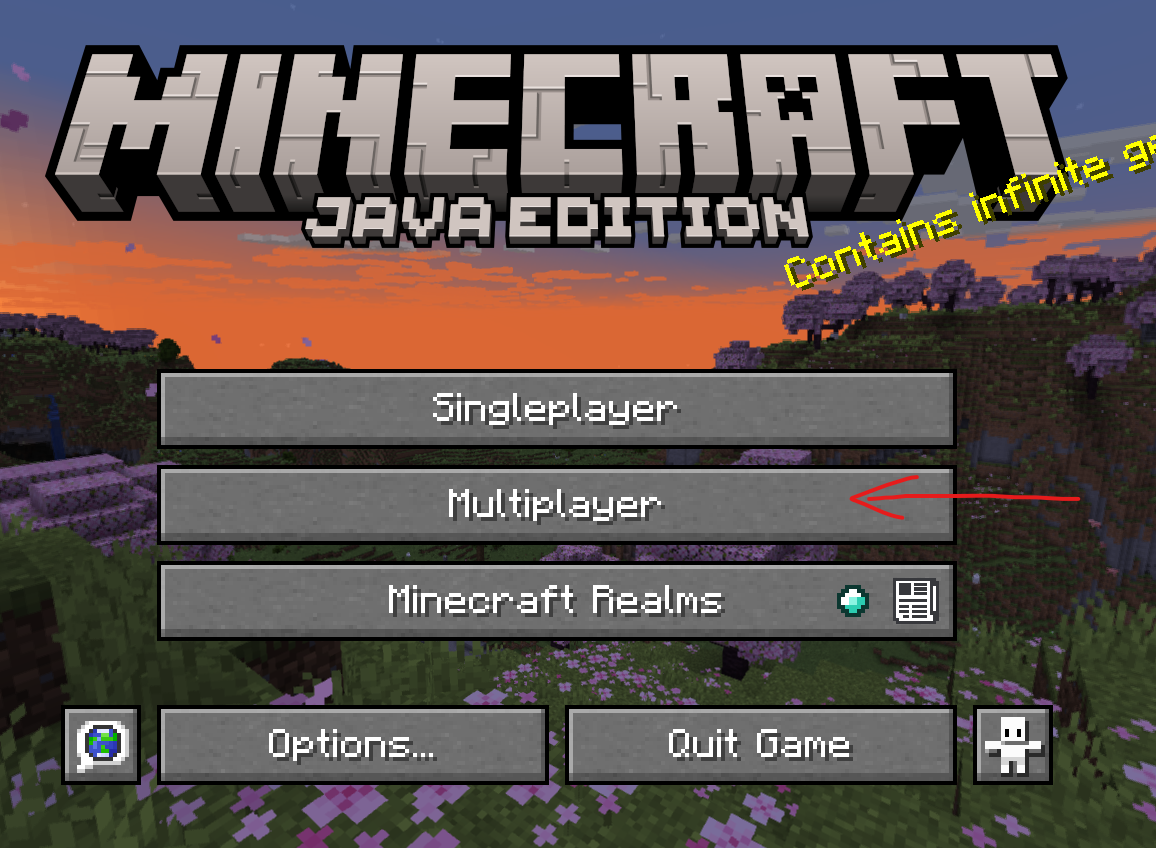 MINECRAFT
JAVA EDITION
Contains infinite
Singleplayer
Multiplayer
Minecraft Realms
Options...
Quit Game